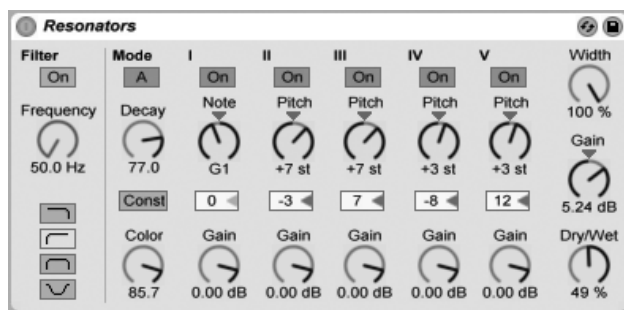 Resonators
Filter Mode I II III IV V Width
On A On On On On On
100 %
Frequency Decay Note Pitch Pitch Pitch Pitch
Gain
50.0 Hz 77.0 G1 +7 st +7 st +3 st +3 st
Const 0 -3 7 -8 12 5.24 dB
Color Gain Gain Gain Gain Gain Dry/Wet
85.7 0.00 dB 0.00 dB 0.00 dB 0.00 dB 0.00 dB 49 %